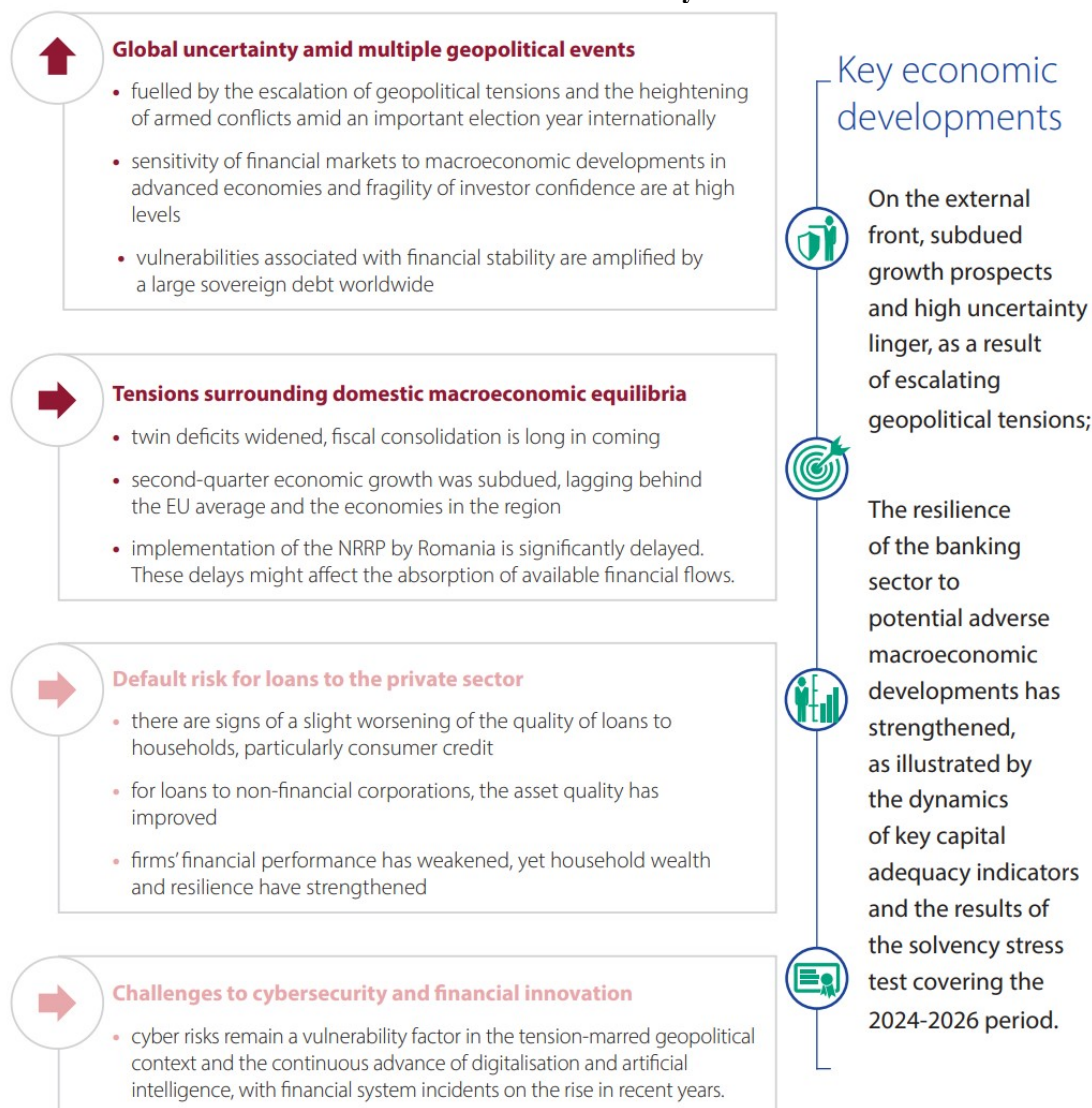 Global uncertainty amid multiple geopolitical events
• fuelled by the escalation of geopolitical tensions and the heightening
of armed conflicts amid an important election year internationally
• sensitivity of financial markets to macroeconomic developments in
advanced economies and fragility of investor confidence are at high
levels
• vulnerabilities associated with financial stability are amplified by
a large sovereign debt worldwide
Tensions surrounding domestic macroeconomic equilibria
• twin deficits widened, fiscal consolidation is long in coming
• second-quarter economic growth was subdued, lagging behind
the EU average and the economies in the region
• implementation of the NRRP by Romania is significantly delayed.
These delays might affect the absorption of available financial flows.
Default risk for loans to the private sector
• there are signs of a slight worsening of the quality of loans to
households, particularly consumer credit
• for loans to non-financial corporations, the asset quality has
improved
• firms' financial performance has weakened, yet household wealth
and resilience have strengthened
Challenges to cybersecurity and financial innovation
• cyber risks remain a vulnerability factor in the tension-marred geopolitical
context and the continuous advance of digitalisation and artificial
intelligence, with financial system incidents on the rise in recent years.
Key economic
developments
On the external
front, subdued
growth prospects
and high uncertainty
linger, as a result
of escalating
geopolitical tensions;
The resilience
of the banking
sector to
potential adverse
macroeconomic
developments has
strengthened,
as illustrated by
the dynamics
of key capital
adequacy indicators
and the results of
the solvency stress
test covering the
2024-2026 period.